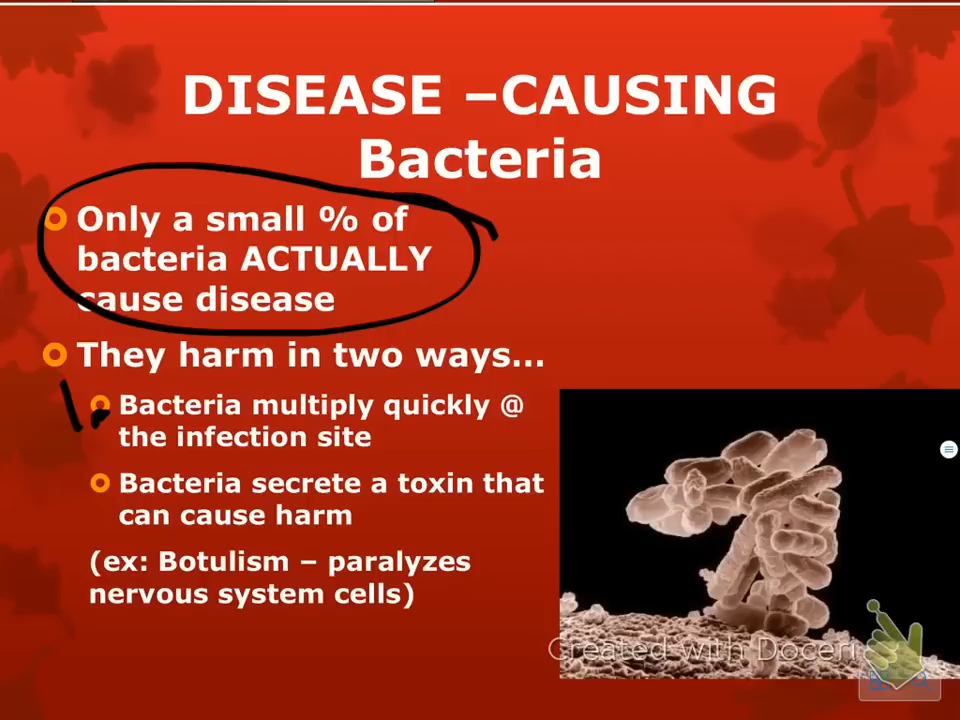 DISEASE –CAUSING
Bacteria
Only a small % of
bacteria ACTUALLY
cause disease
They harm in two ways...
1.
Bacteria multiply quickly @
the infection site
Bacteria secrete a toxin that
can cause harm
(ex: Botulism – paralyzes
nervous system cells)
Created with Doceri